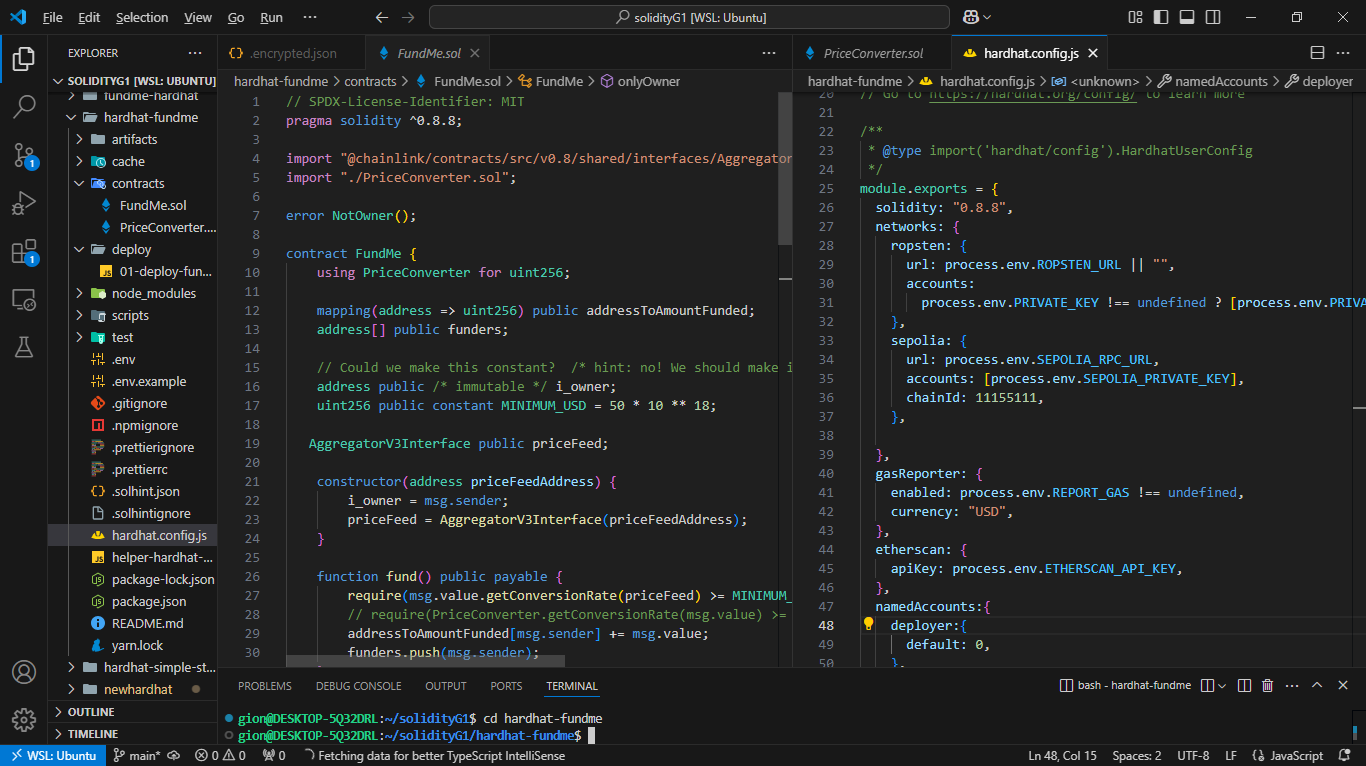 File Edit Selection View Go Run ··· solidityG1 [WSL: Ubuntu]
EXPLORER ···
SOLIDITYG1 [WSL: UBUNTU]
fundme-hardhat
hardhat-fundme
artifacts
cache
contracts
FundMe.sol
PriceConverter....
deploy
01-deploy-fun...
node_modules
scripts
test
.env
.env.example
.gitignore
.npmignore
.prettierignore
.prettierrc
.solhint.json
.solhintignore
hardhat.config.js
helper-hardhat-...
package-lock.json
package.json
README.md
yarn.lock
hardhat-simple-st...
newhardhat
OUTLINE
TIMELINE
1
1
.encrypted.json FundMe.sol ···
hardhat-fundme > contracts > FundMe.sol > FundMe > onlyOwner
1 // SPDX-License-Identifier: MIT
2 pragma solidity ^0.8.8;
3
4 import "@chainlink/contracts/src/v0.8/shared/interfaces/Aggregator
5 import "./PriceConverter.sol";
6
7 error NotOwner();
8
9 contract FundMe {
10 using PriceConverter for uint256;
11
12 mapping(address => uint256) public addressToAmountFunded;
13 address[] public funders;
14
15 // Could we make this constant?  /* hint: no! We should make i
16 address public /* immutable */ i_owner;
17 uint256 public constant MINIMUM_USD = 50 * 10 ** 18;
18
19 AggregatorV3Interface public priceFeed;
20
21 constructor(address priceFeedAddress) {
22 i_owner = msg.sender;
23 priceFeed = AggregatorV3Interface(priceFeedAddress);
24 }
25
26 function fund() public payable {
27 require(msg.value.getConversionRate(priceFeed) >= MINIMUM_
28 // require(PriceConverter.getConversionRate(msg.value) >=
29 addressToAmountFunded[msg.sender] += msg.value;
30 funders.push(msg.sender);
PriceConverter.sol hardhat.config.js ···
hardhat-fundme > hardhat.config.js > <unknown> > namedAccounts > deployer
20 // Go to https://hardhat.org/config/ to learn more
21
22 /**
23 * @type import('hardhat/config').HardhatUserConfig
24 */
25 module.exports = {
26 solidity: "0.8.8",
27 networks: {
28 ropsten: {
29 url: process.env.ROPSTEN_URL || "",
30 accounts:
31 process.env.PRIVATE_KEY !== undefined ? [process.env.PRIVA
32 },
33 sepolia: {
34 url: process.env.SEPOLIA_RPC_URL,
35 accounts: [process.env.SEPOLIA_PRIVATE_KEY],
36 chainId: 11155111,
37 },
38
39 },
40 gasReporter: {
41 enabled: process.env.REPORT_GAS !== undefined,
42 currency: "USD",
43 },
44 etherscan: {
45 apiKey: process.env.ETHERSCAN_API_KEY,
46 },
47 namedAccounts:{
48 deployer:{
49 default: 0,
50 },
PROBLEMS DEBUG CONSOLE OUTPUT PORTS TERMINAL bash - hardhat-fundme ···
gion@DESKTOP-5Q32DRL:~/solidityG1$ cd hardhat-fundme
gion@DESKTOP-5Q32DRL:~/solidityG1/hardhat-fundme$
WSL: Ubuntu main* 0 0 0 Fetching data for better TypeScript IntelliSense Ln 48, Col 15 Spaces: 2 UTF-8 LF {} JavaScript